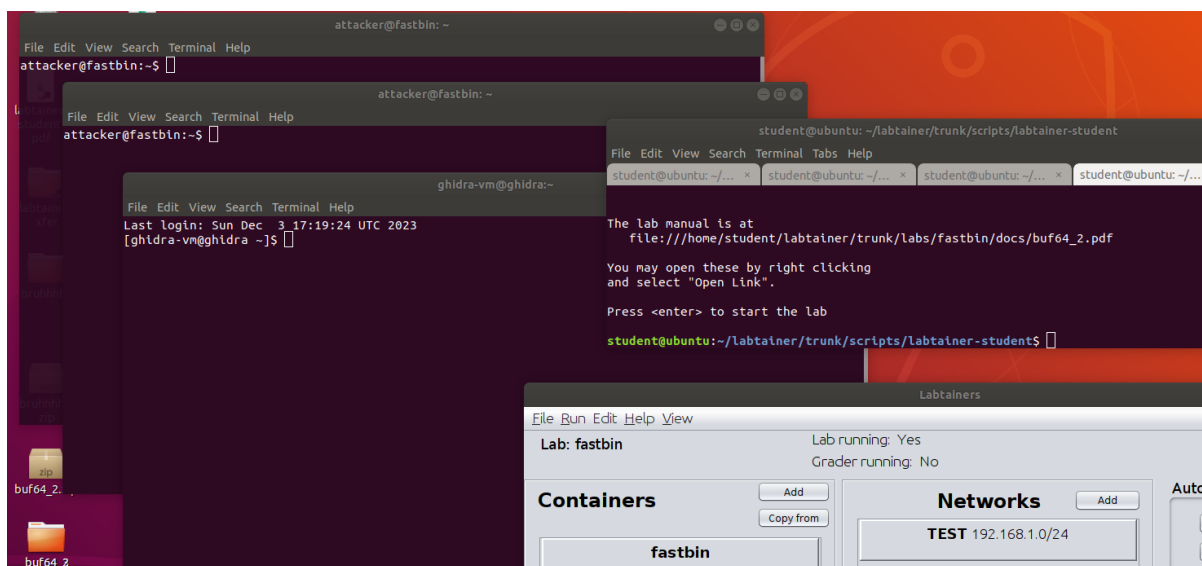 attacker@fastbin: ~
File Edit View Search Terminal Help
attacker@fastbin:~$
attacker@fastbin: ~
File Edit View Search Terminal Help
attacker@fastbin:~$
ghidra-vm@ghidra:~
File Edit View Search Terminal Help
Last login: Sun Dec  3 17:19:24 UTC 2023
[ghidra-vm@ghidra ~]$
student@ubuntu: ~/labtainer/trunk/scripts/labtainer-student
File Edit View Search Terminal Tabs Help
student@ubuntu: ~/... × student@ubuntu: ~/... × student@ubuntu: ~/... × student@ubuntu: ~/...
The lab manual is at
file:///home/student/labtainer/trunk/labs/fastbin/docs/buf64_2.pdf
You may open these by right clicking
and select "Open Link".
Press <enter> to start the lab
student@ubuntu:~/labtainer/trunk/scripts/labtainer-student$
Labtainers
File Run Edit Help View
Lab: fastbin
Lab running: Yes
Grader running: No
Containers
Add
Copy from
fastbin
Networks
Add
TEST 192.168.1.0/24
zip
buf64_2